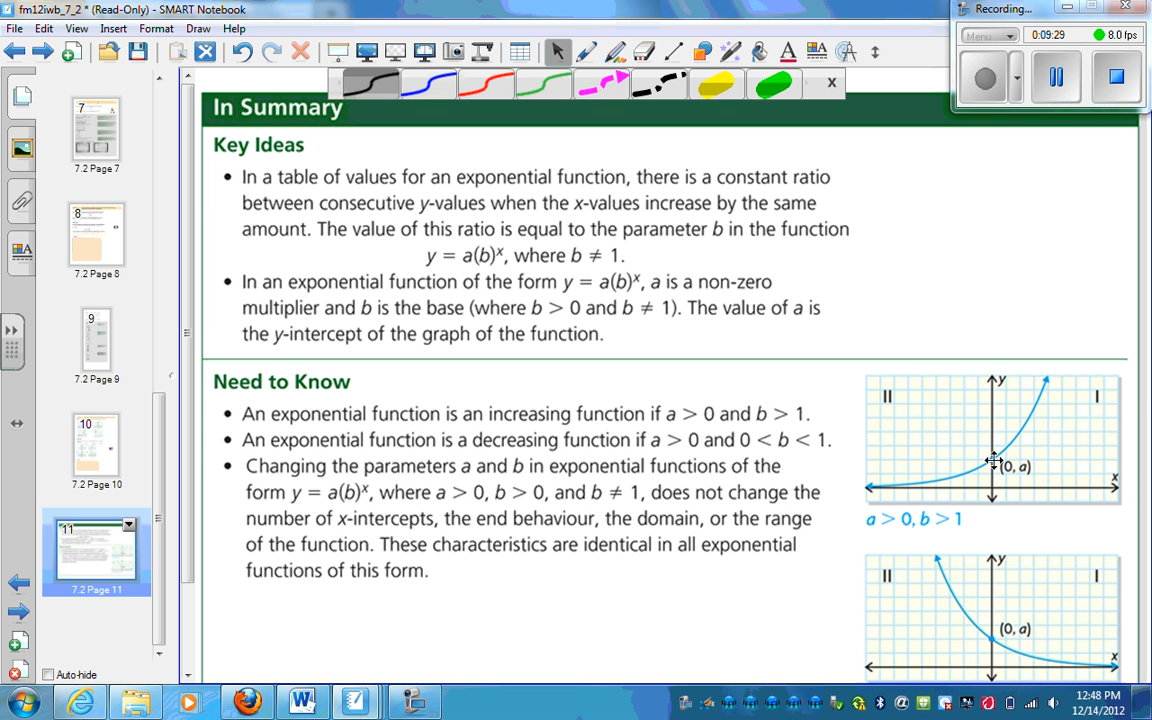 fm12iwb_7_2 * (Read-Only) - SMART Notebook
Recording...
File Edit View Insert Format Draw Help
Menu 0:09:29 8.0 fps
x
7
7.2 Page 7
8
7.2 Page 8
9
7.2 Page 9
10
7.2 Page 10
11
7.2 Page 11
Auto-hide
In Summary
Key Ideas
• In a table of values for an exponential function, there is a constant ratio
between consecutive y-values when the x-values increase by the same
amount. The value of this ratio is equal to the parameter b in the function
y = a(b)ˣ, where b ≠ 1.
• In an exponential function of the form y = a(b)ˣ, a is a non-zero
multiplier and b is the base (where b > 0 and b ≠ 1). The value of a is
the y-intercept of the graph of the function.
Need to Know
• An exponential function is an increasing function if a > 0 and b > 1.
• An exponential function is a decreasing function if a > 0 and 0 < b < 1.
• Changing the parameters a and b in exponential functions of the
form y = a(b)ˣ, where a > 0, b > 0, and b ≠ 1, does not change the
number of x-intercepts, the end behaviour, the domain, or the range
of the function. These characteristics are identical in all exponential
functions of this form.
y
II I
(0, a)
x
a > 0, b > 1
y
II I
(0, a)
x
12:48 PM
12/14/2012